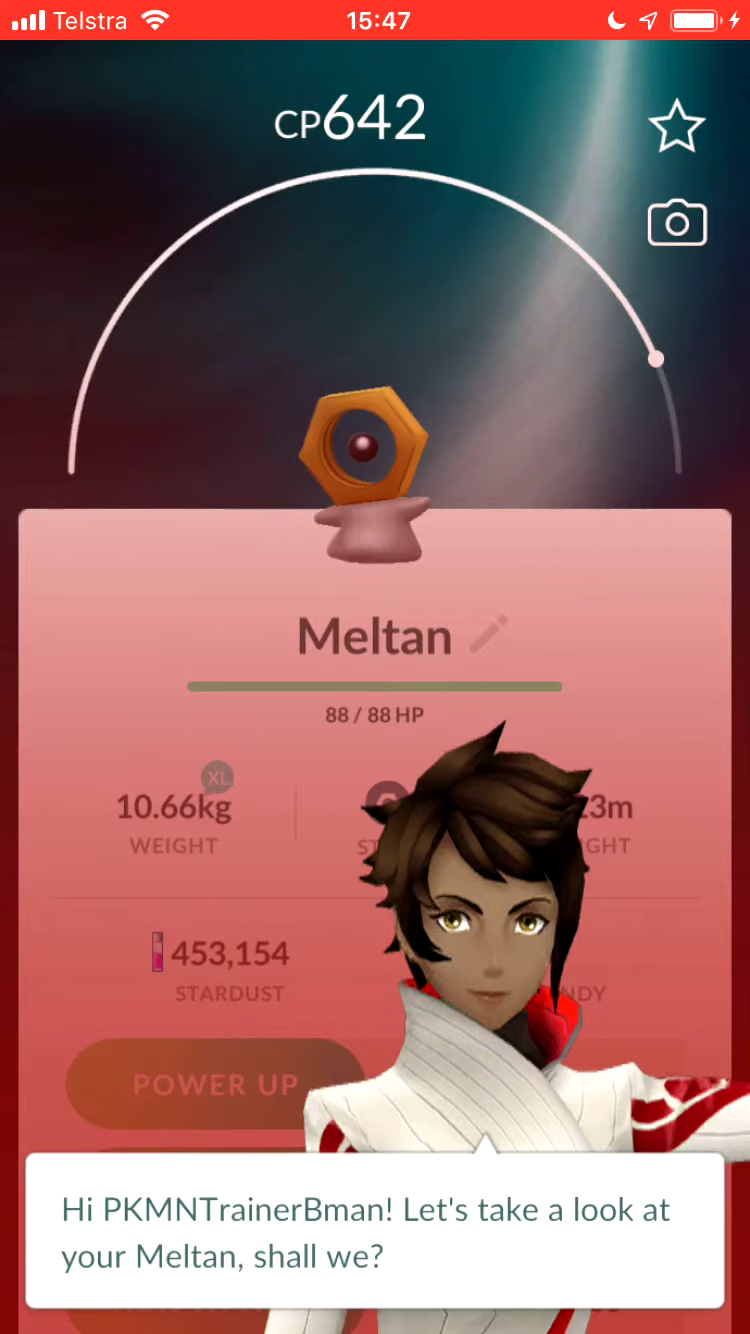 Telstra 15:47
CP642
Meltan
88 / 88 HP
XL
10.66kg
WEIGHT
453,154
STARDUST
POWER UP
Hi PKMNTrainerBman! Let's take a look at
your Meltan, shall we?